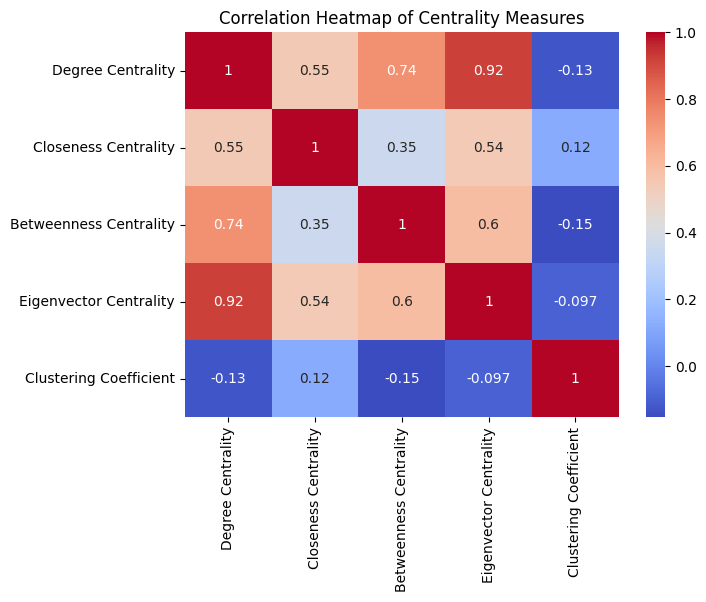 Correlation Heatmap of Centrality Measures
Degree Centrality 1 0.55 0.74 0.92 -0.13
Closeness Centrality 0.55 1 0.35 0.54 0.12
Betweenness Centrality 0.74 0.35 1 0.6 -0.15
Eigenvector Centrality 0.92 0.54 0.6 1 -0.097
Clustering Coefficient -0.13 0.12 -0.15 -0.097 1
Degree Centrality
Closeness Centrality
Betweenness Centrality
Eigenvector Centrality
Clustering Coefficient
1.0
0.8
0.6
0.4
0.2
0.0